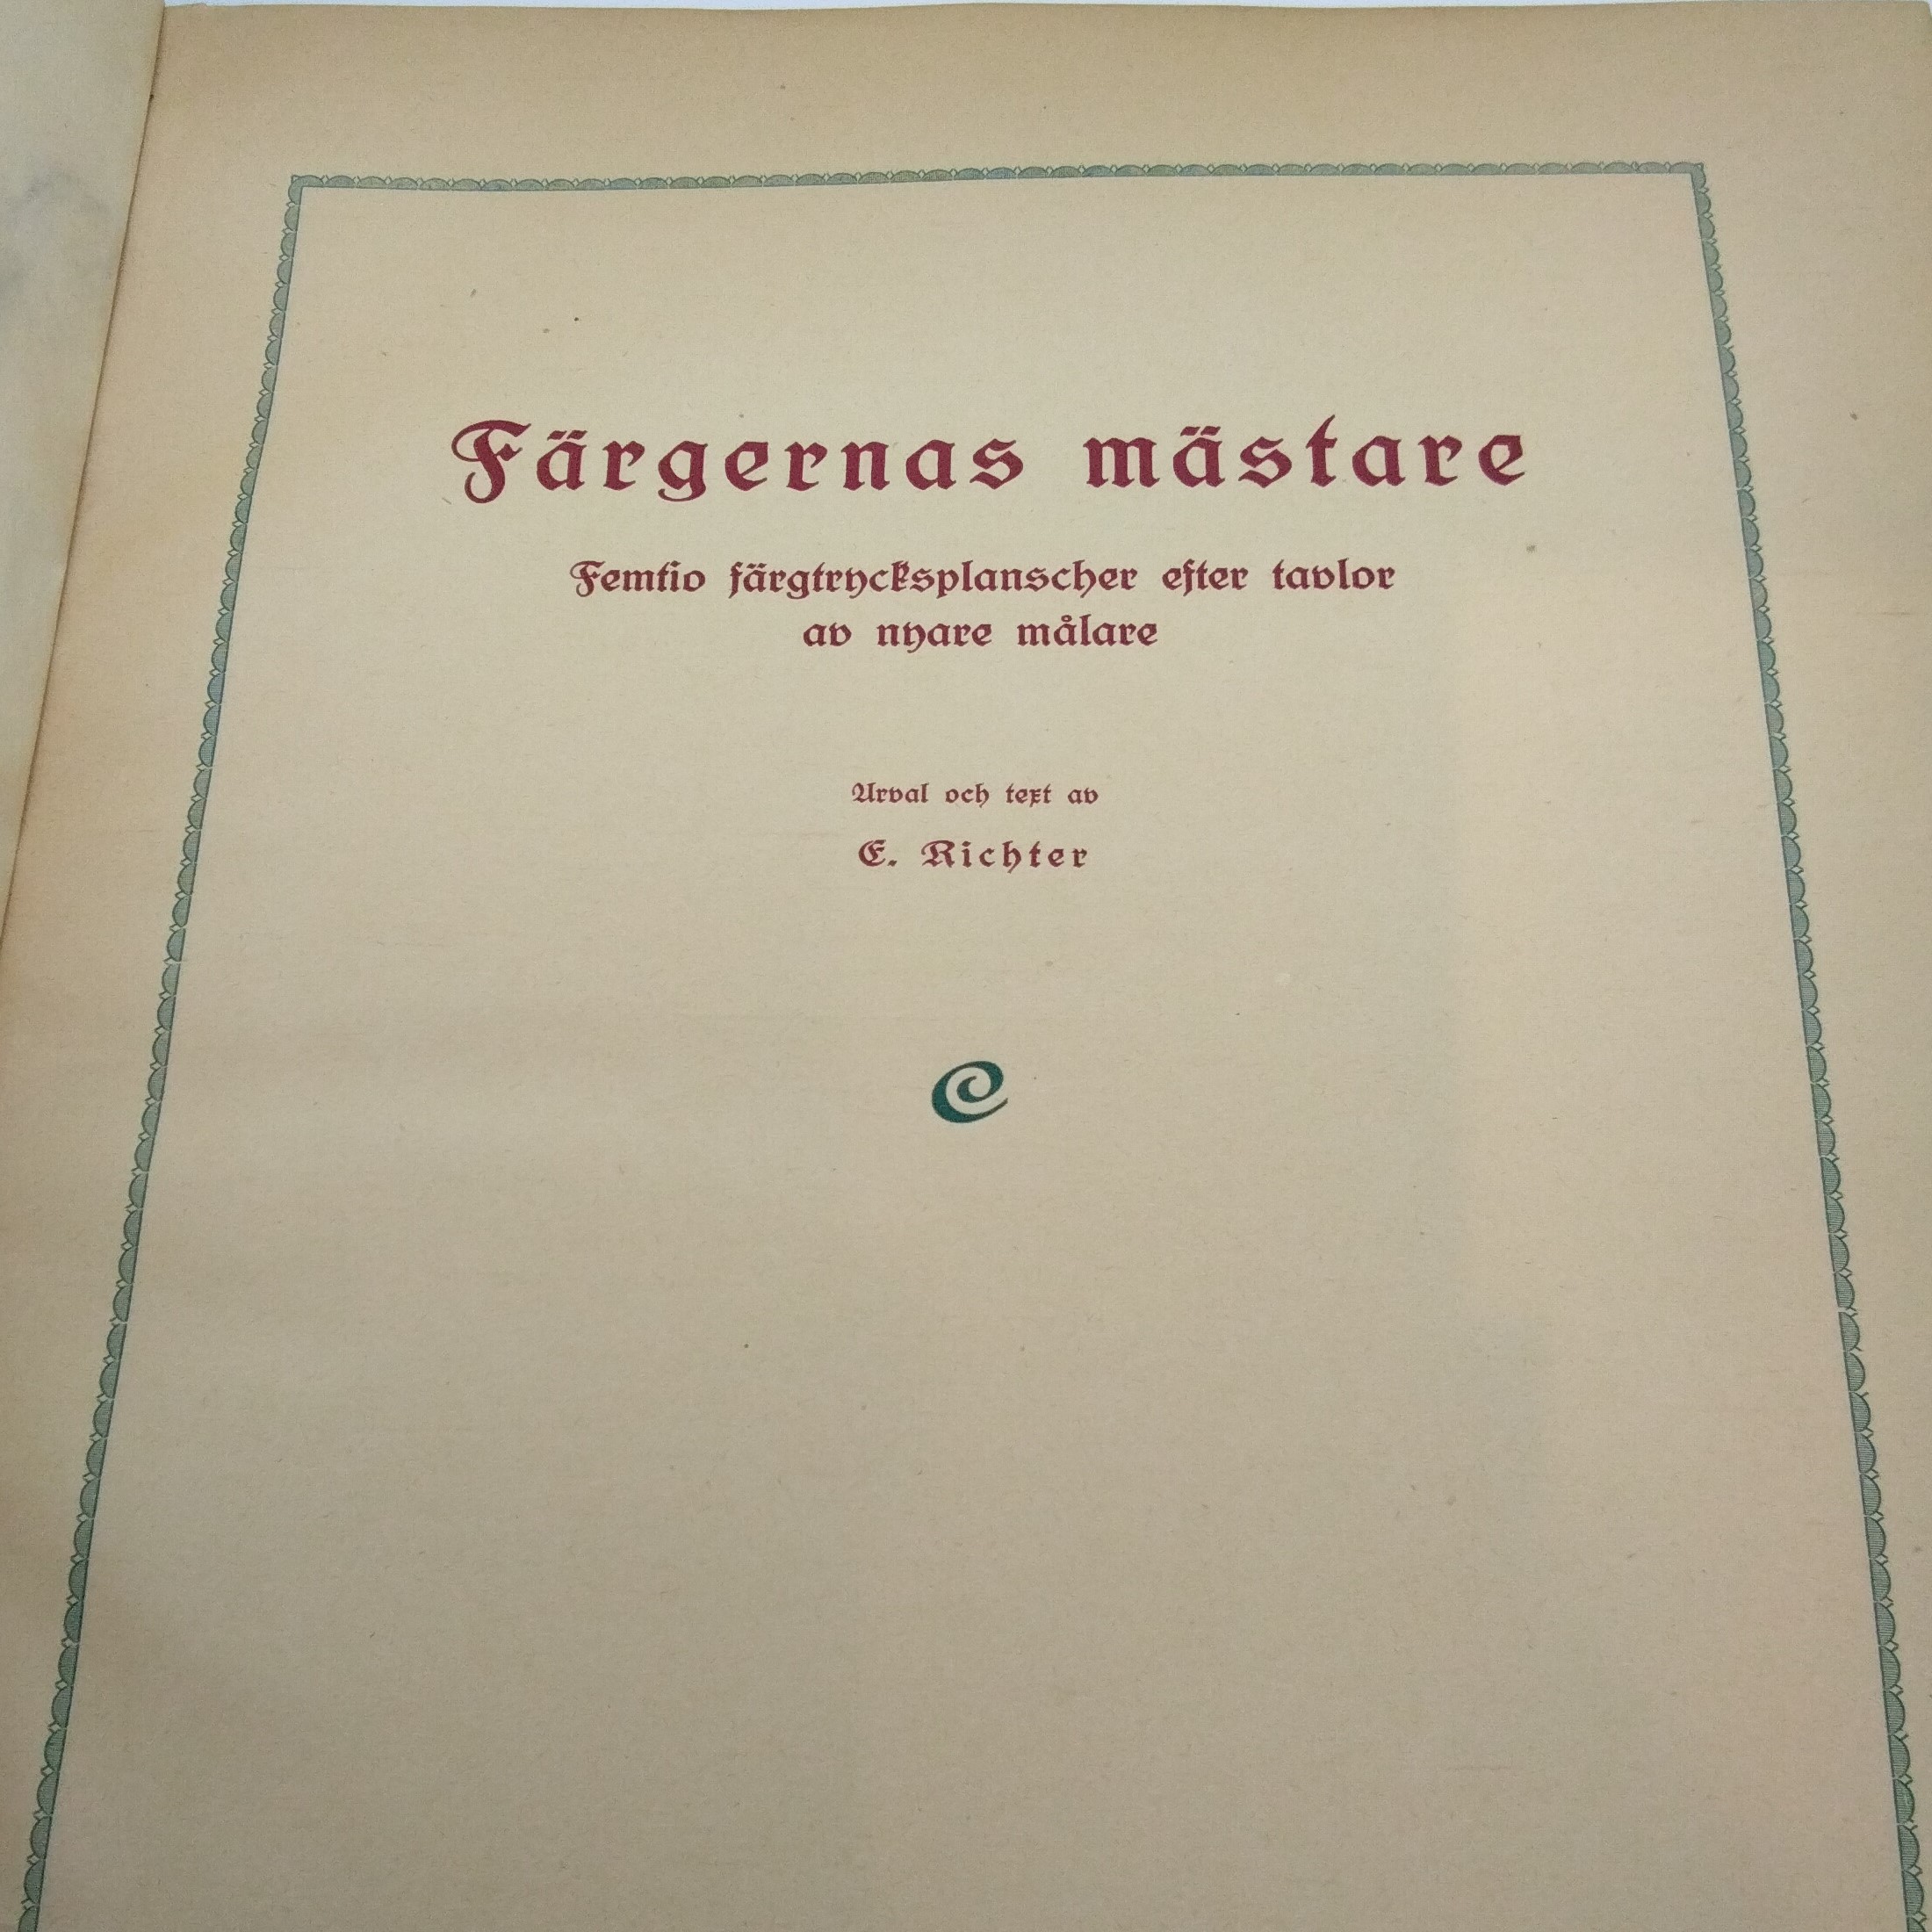 Färgernas mästare
Femtio färgtrycksplanscher efter tavlor
av nyare målare
Urval och text av
E. Richter